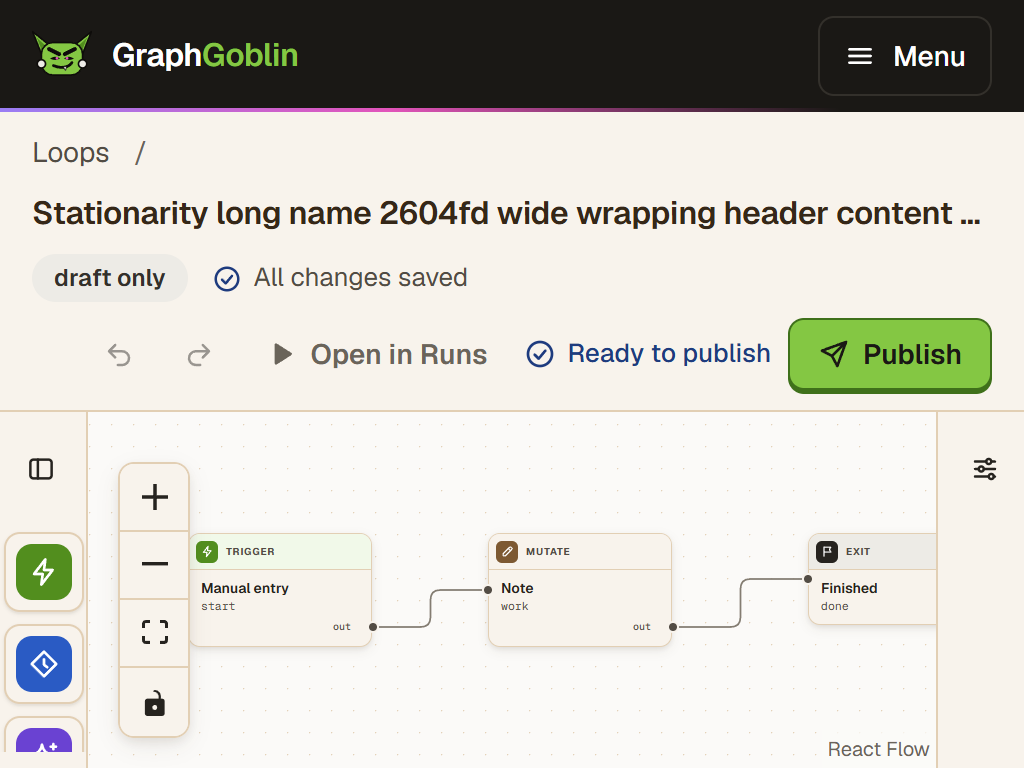 GraphGoblin
Menu
Loops /
Stationarity long name 2604fd wide wrapping header content ...
draft only
All changes saved
Open in Runs
Ready to publish
Publish
TRIGGER
Manual entry
start
out
MUTATE
Note
work
out
EXIT
Finished
done
React Flow